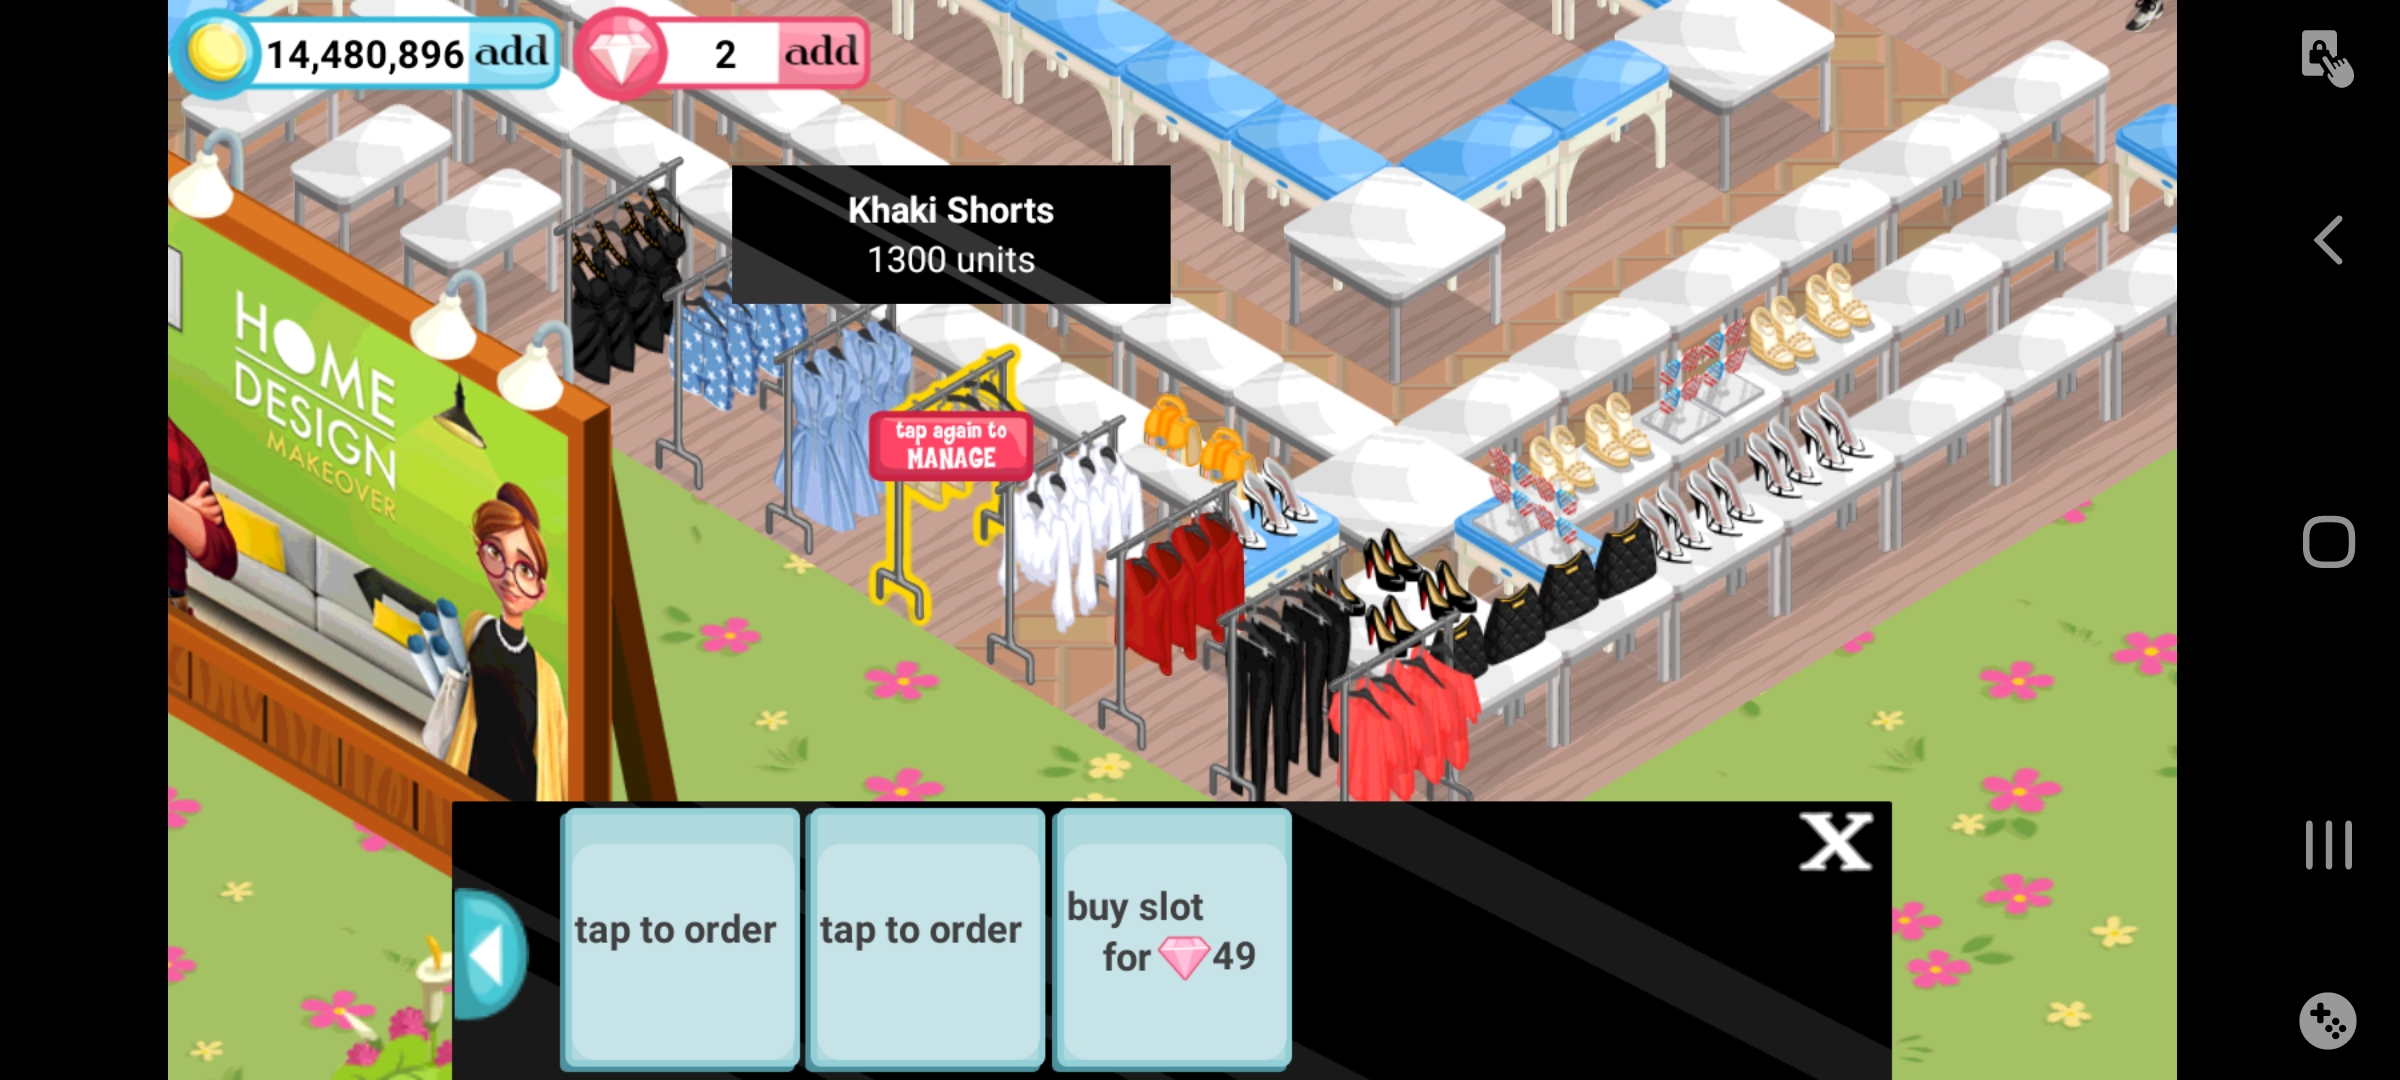 14,480,896 add
2 add
Khaki Shorts
1300 units
HOME
DESIGN
MAKEOVER
tap again to
MANAGE
tap to order
tap to order
buy slot
for 49
X